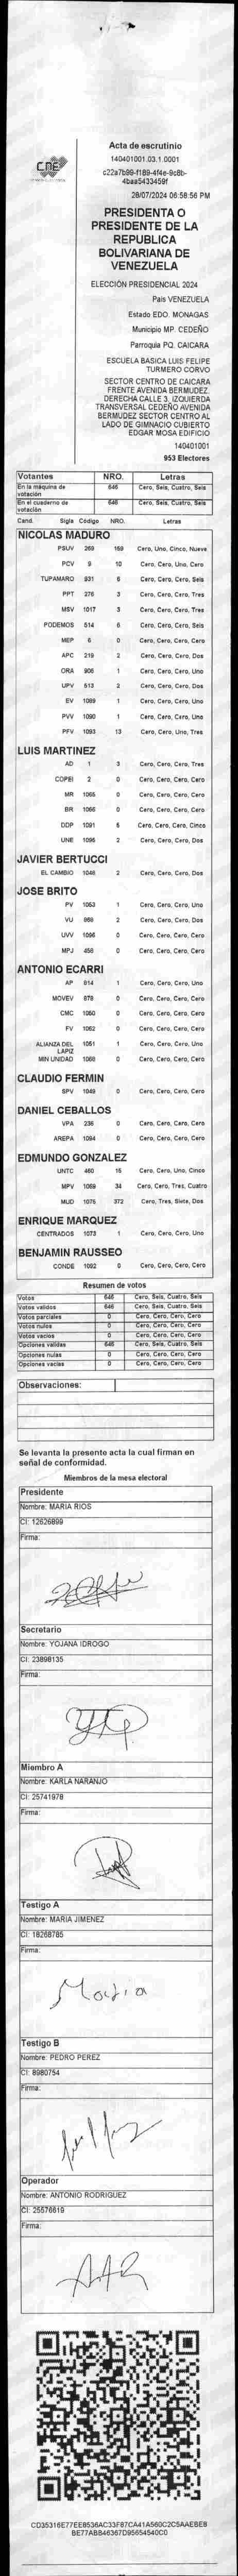 CNE
Acta de escrutinio
140401001.03.1.0001
c22a7b99-f189-4f4e-9c8b-
4baa5433459f
28/07/2024 06:58:56 PM
PRESIDENTA O
PRESIDENTE DE LA
REPUBLICA
BOLIVARIANA DE
VENEZUELA
ELECCIÓN PRESIDENCIAL 2024
País VENEZUELA
Estado EDO. MONAGAS
Municipio MP. CEDEÑO
Parroquia PQ. CAICARA
ESCUELA BASICA LUIS FELIPE
TURMERO CORVO
SECTOR CENTRO DE CAICARA
FRENTE AVENIDA BERMUDEZ.
DERECHA CALLE 3. IZQUIERDA
TRANSVERSAL CEDEÑO AVENIDA
BERMUDEZ SECTOR CENTRO AL
LADO DE GIMNACIO CUBIERTO
EDGAR MOSA EDIFICIO
140401001
953 Electores
Votantes NRO. Letras
En la máquina de votación 646 Cero, Seis, Cuatro, Seis
En el cuaderno de votación 646 Cero, Seis, Cuatro, Seis
Cand. Sigla Código NRO. Letras
NICOLAS MADURO
PSUV 269 159 Cero, Uno, Cinco, Nueve
PCV 9 10 Cero, Cero, Uno, Cero
TUPAMARO 931 6 Cero, Cero, Cero, Seis
PPT 276 3 Cero, Cero, Cero, Tres
MSV 1017 3 Cero, Cero, Cero, Tres
PODEMOS 514 6 Cero, Cero, Cero, Seis
MEP 6 0 Cero, Cero, Cero, Cero
APC 219 2 Cero, Cero, Cero, Dos
ORA 906 1 Cero, Cero, Cero, Uno
UPV 513 2 Cero, Cero, Cero, Dos
EV 1089 1 Cero, Cero, Cero, Uno
PVV 1090 1 Cero, Cero, Cero, Uno
PFV 1093 13 Cero, Cero, Uno, Tres
LUIS MARTINEZ
AD 1 3 Cero, Cero, Cero, Tres
COPEI 2 0 Cero, Cero, Cero, Cero
MR 1065 0 Cero, Cero, Cero, Cero
BR 1066 0 Cero, Cero, Cero, Cero
DDP 1091 5 Cero, Cero, Cero, Cinco
UNE 1095 2 Cero, Cero, Cero, Dos
JAVIER BERTUCCI
EL CAMBIO 1046 2 Cero, Cero, Cero, Dos
JOSE BRITO
PV 1053 1 Cero, Cero, Cero, Uno
VU 868 2 Cero, Cero, Cero, Dos
UVV 1096 0 Cero, Cero, Cero, Cero
MPJ 456 0 Cero, Cero, Cero, Cero
ANTONIO ECARRI
AP 814 1 Cero, Cero, Cero, Uno
MOVEV 878 0 Cero, Cero, Cero, Cero
CMC 1050 0 Cero, Cero, Cero, Cero
FV 1062 0 Cero, Cero, Cero, Cero
ALIANZA DEL LAPIZ 1051 1 Cero, Cero, Cero, Uno
MIN UNIDAD 1068 0 Cero, Cero, Cero, Cero
CLAUDIO FERMIN
SPV 1049 0 Cero, Cero, Cero, Cero
DANIEL CEBALLOS
VPA 236 0 Cero, Cero, Cero, Cero
AREPA 1094 0 Cero, Cero, Cero, Cero
EDMUNDO GONZALEZ
UNTC 460 15 Cero, Cero, Uno, Cinco
MPV 1069 34 Cero, Cero, Tres, Cuatro
MUD 1075 372 Cero, Tres, Siete, Dos
ENRIQUE MARQUEZ
CENTRADOS 1073 1 Cero, Cero, Cero, Uno
BENJAMIN RAUSSEO
CONDE 1092 0 Cero, Cero, Cero, Cero
Resumen de votos
Votos 646 Cero, Seis, Cuatro, Seis
Votos validos 646 Cero, Seis, Cuatro, Seis
Votos parciales 0 Cero, Cero, Cero, Cero
Votos nulos 0 Cero, Cero, Cero, Cero
Votos vacios 0 Cero, Cero, Cero, Cero
Opciones validas 646 Cero, Seis, Cuatro, Seis
Opciones nulas 0 Cero, Cero, Cero, Cero
Opciones vacias 0 Cero, Cero, Cero, Cero
Observaciones:
Se levanta la presente acta la cual firman en
señal de conformidad.
Miembros de la mesa electoral
Presidente
Nombre: MARIA RIOS
CI: 12626899
Firma:
Secretario
Nombre: YOJANA IDROGO
CI: 23898135
Firma:
Miembro A
Nombre: KARLA NARANJO
CI: 25741978
Firma:
Testigo A
Nombre: MARIA JIMENEZ
CI: 18268785
Firma:
Maria
Testigo B
Nombre: PEDRO PEREZ
CI: 8980754
Firma:
Operador
Nombre: ANTONIO RODRIGUEZ
CI: 25576619
Firma:
AAR
CD35316E77EE8536AC33F87CA41A560C2C5AAEBEB
BE77ABB46367D95654540C0